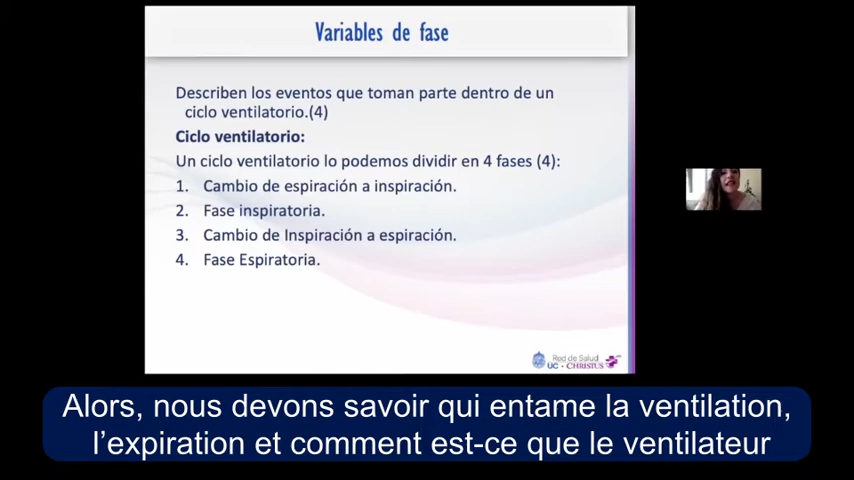 Variables de fase
Describen los eventos que toman parte dentro de un
ciclo ventilatorio.(4)
Ciclo ventilatorio:
Un ciclo ventilatorio lo podemos dividir en 4 fases (4):
1. Cambio de espiración a inspiración.
2. Fase inspiratoria.
3. Cambio de Inspiración a espiración.
4. Fase Espiratoria.
Red de Salud
UC • CHRISTUS
Alors, nous devons savoir qui entame la ventilation,
l’expiration et comment est-ce que le ventilateur